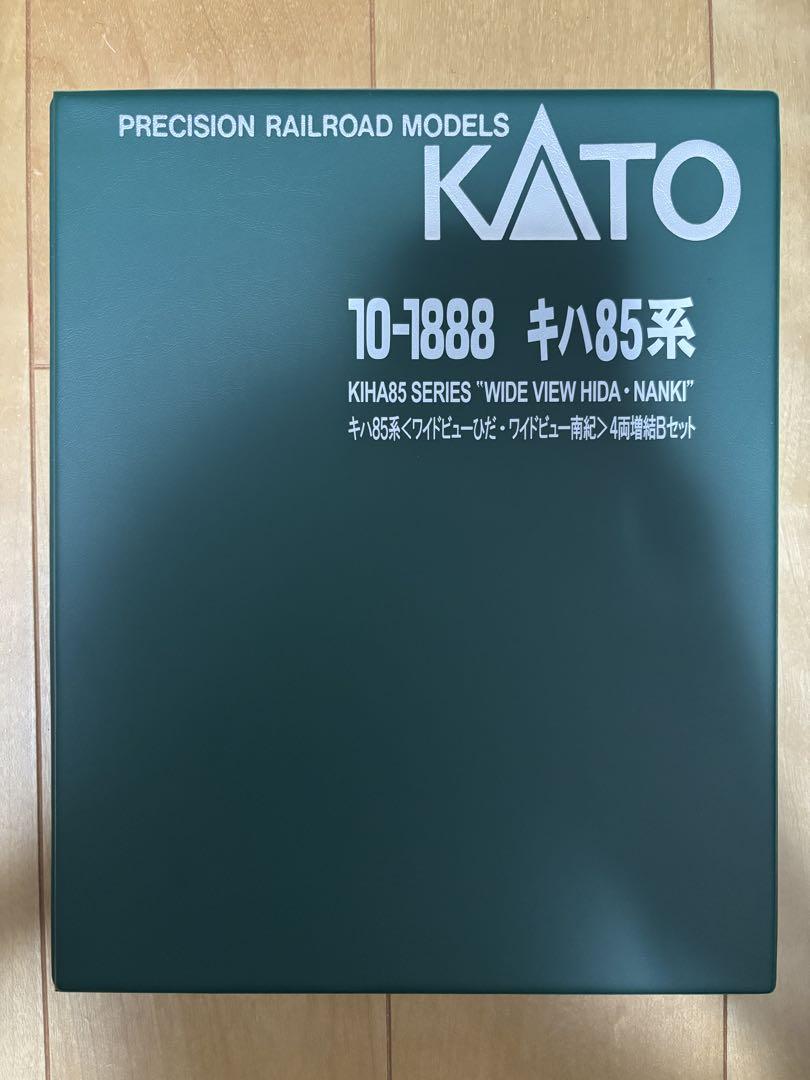 PRECISION RAILROAD MODELS
KATO
10-1888 キハ85系
KIHA85 SERIES "WIDE VIEW HIDA・NANKI"
キハ85系<ワイドビューひだ・ワイドビュー南紀>4両増結Bセット